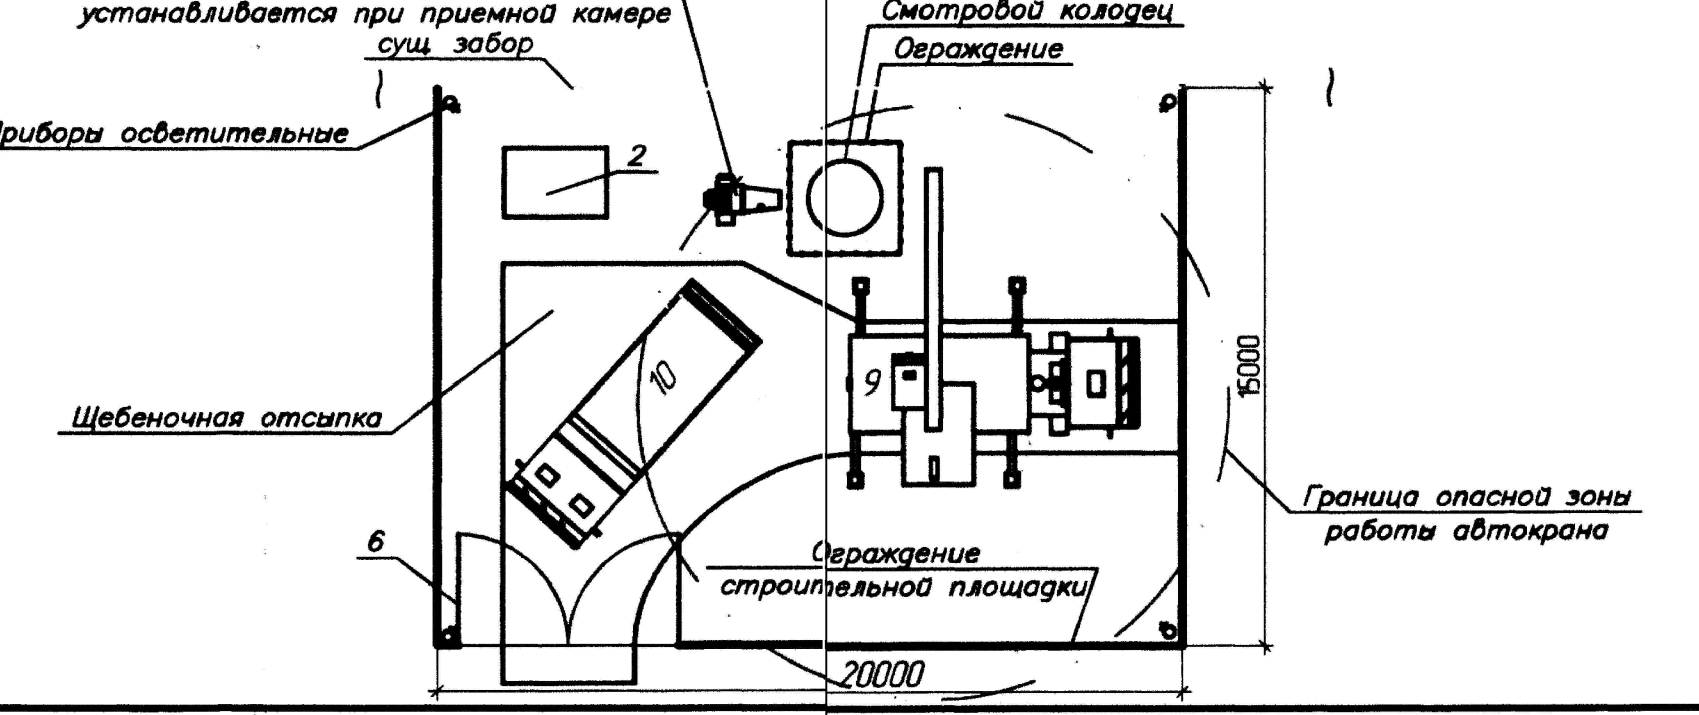 устанавливается при приемной камере
Смотровой колодец
сущ. забор
Ограждение
Приборы осветительные
2
10
9
15000
Щебеночная отсыпка
Граница опасной зоны
работы автокрана
6
Ограждение
строительной площадки
20000